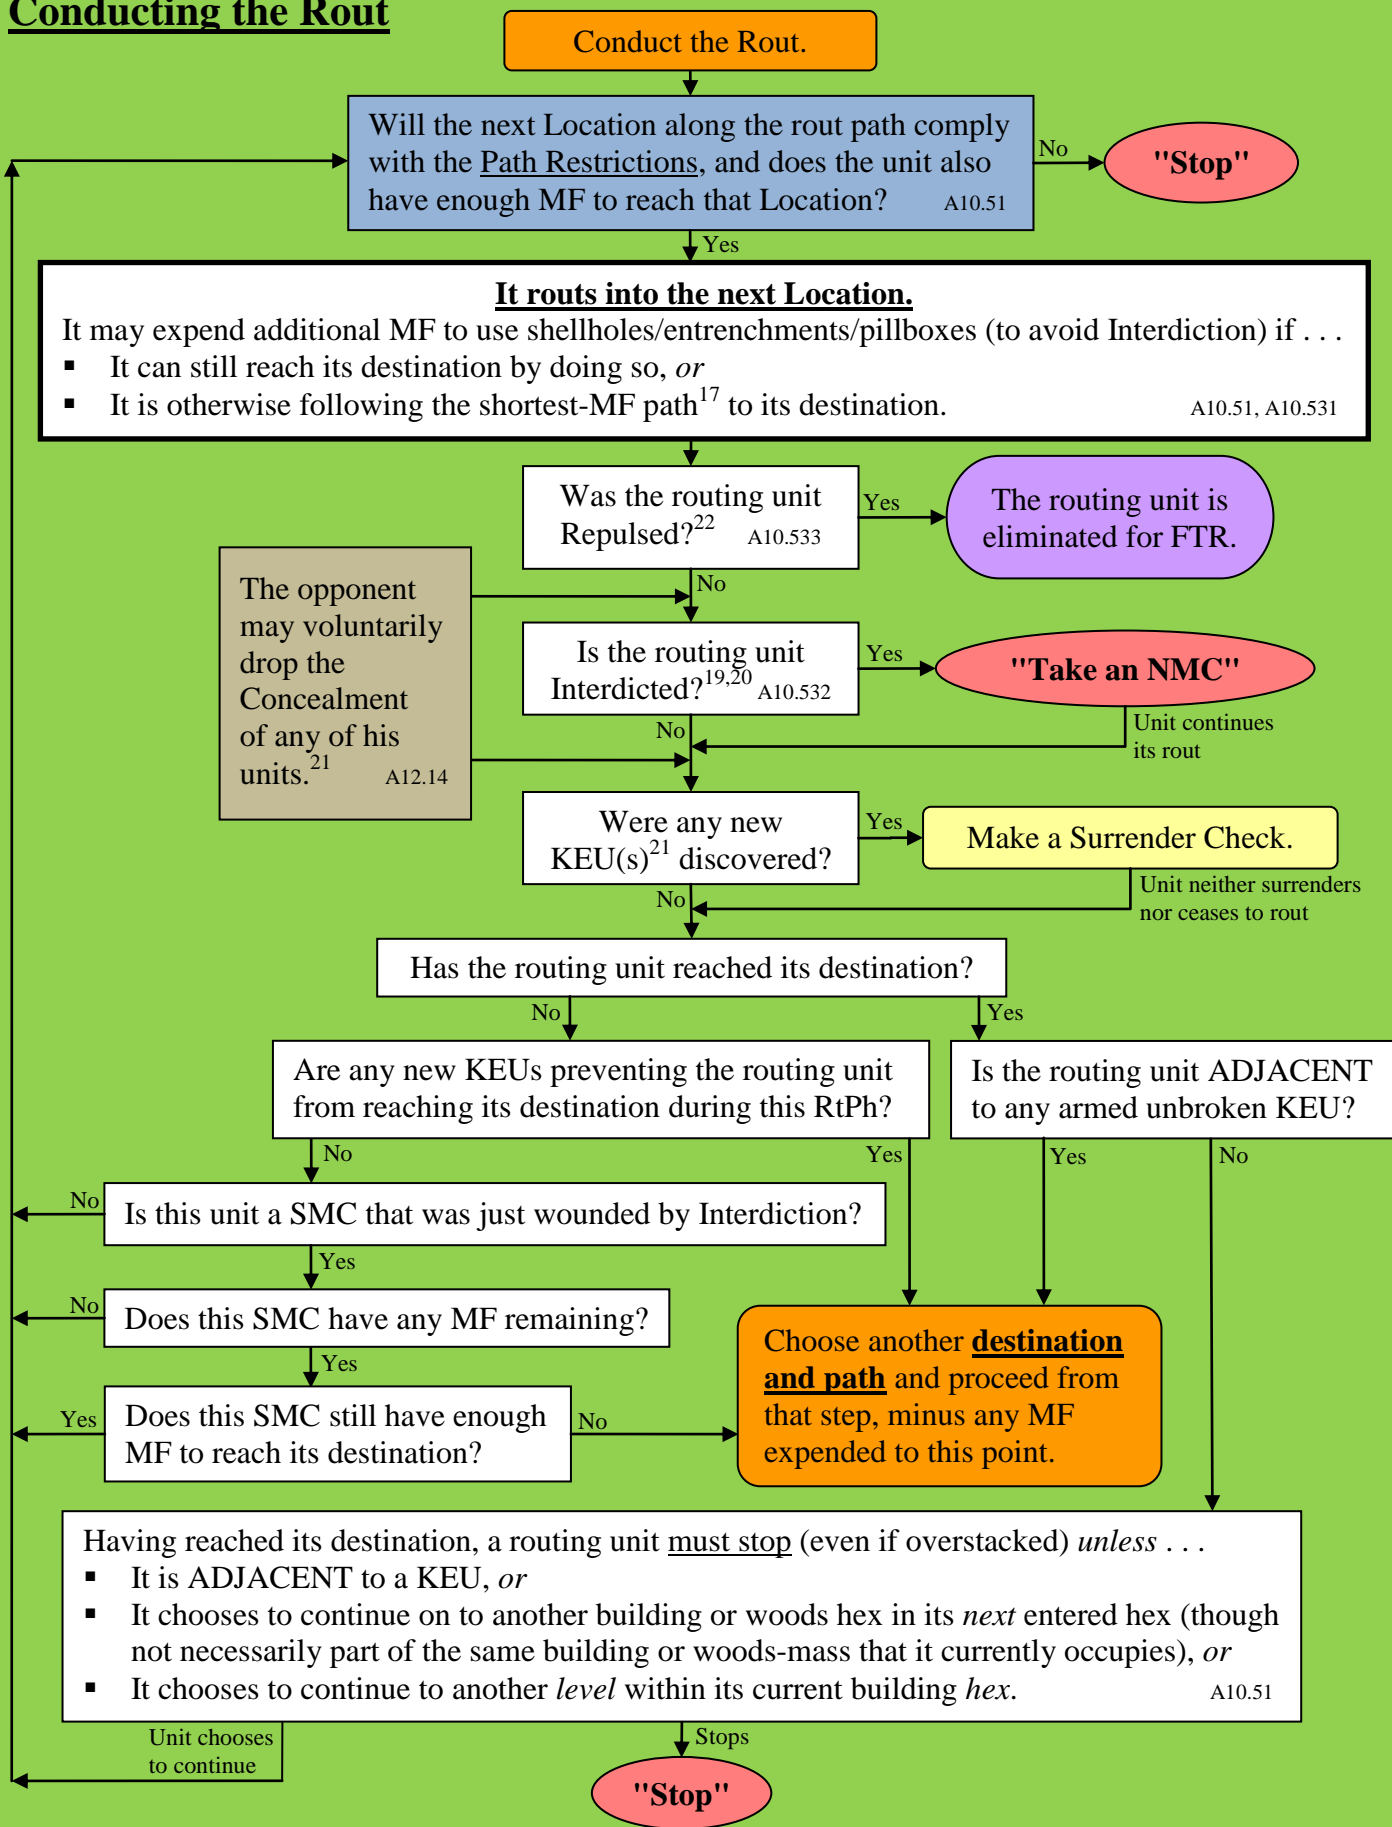 Conducting the Rout
Conduct the Rout.
Will the next Location along the rout path comply
with the Path Restrictions, and does the unit also
have enough MF to reach that Location? A10.51
No
"Stop"
Yes
It routs into the next Location.
It may expend additional MF to use shellholes/entrenchments/pillboxes (to avoid Interdiction) if . . .
▪ It can still reach its destination by doing so, or
▪ It is otherwise following the shortest-MF path17 to its destination. A10.51, A10.531
Was the routing unit
Repulsed?22 A10.533
Yes
The routing unit is
eliminated for FTR.
No
The opponent
may voluntarily
drop the
Concealment
of any of his
units.21 A12.14
Is the routing unit
Interdicted?19,20 A10.532
Yes
"Take an NMC"
No
Unit continues
its rout
Were any new
KEU(s)21 discovered?
Yes
Make a Surrender Check.
No
Unit neither surrenders
nor ceases to rout
Has the routing unit reached its destination?
No
Yes
Are any new KEUs preventing the routing unit
from reaching its destination during this RtPh?
Is the routing unit ADJACENT
to any armed unbroken KEU?
No
Yes
Yes
No
No
Is this unit a SMC that was just wounded by Interdiction?
Yes
No
Does this SMC have any MF remaining?
Yes
Yes
Does this SMC still have enough
MF to reach its destination?
No
Choose another destination
and path and proceed from
that step, minus any MF
expended to this point.
Having reached its destination, a routing unit must stop (even if overstacked) unless . . .
▪ It is ADJACENT to a KEU, or
▪ It chooses to continue on to another building or woods hex in its next entered hex (though
not necessarily part of the same building or woods-mass that it currently occupies), or
▪ It chooses to continue to another level within its current building hex. A10.51
Unit chooses
to continue
Stops
"Stop"